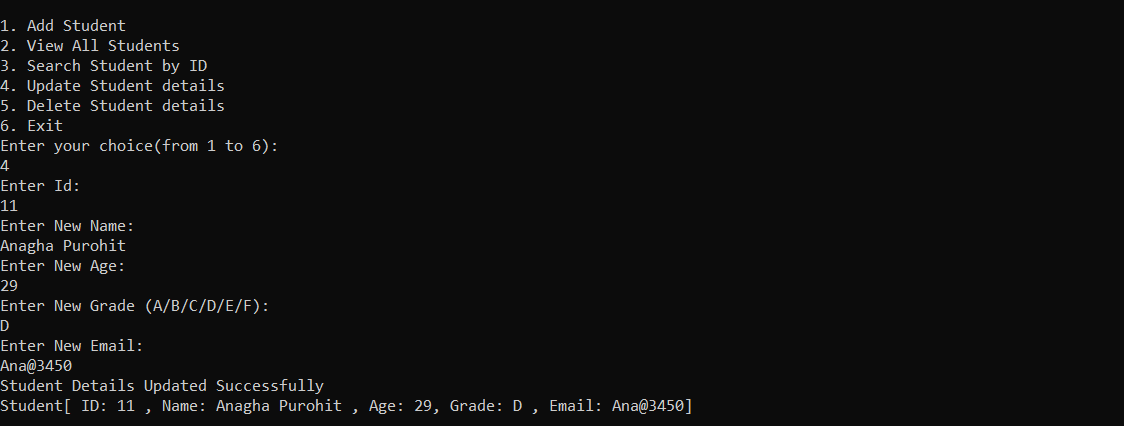 1. Add Student
2. View All Students
3. Search Student by ID
4. Update Student details
5. Delete Student details
6. Exit
Enter your choice(from 1 to 6):
4
Enter Id:
11
Enter New Name:
Anagha Purohit
Enter New Age:
29
Enter New Grade (A/B/C/D/E/F):
D
Enter New Email:
Ana@3450
Student Details Updated Successfully
Student[ ID: 11 , Name: Anagha Purohit , Age: 29, Grade: D , Email: Ana@3450]